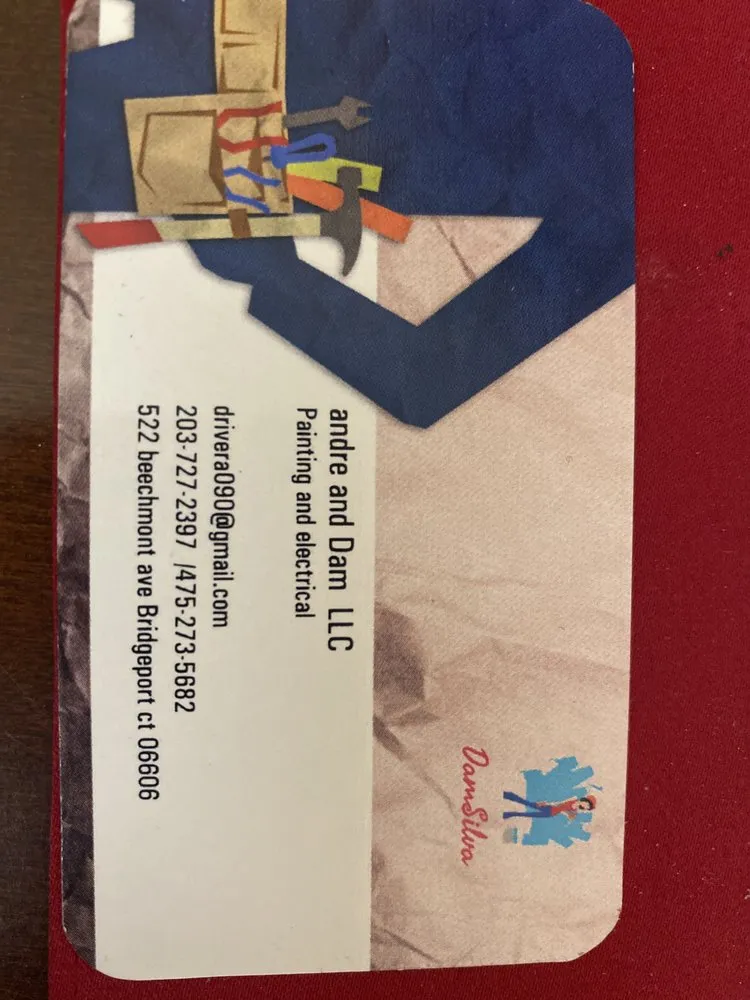 DamSilva
andre and Dam LLC
Painting and electrical
drivera090@gmail.com
203-727-2397 /475-273-5682
522 beechmont ave Bridgeport ct 06606